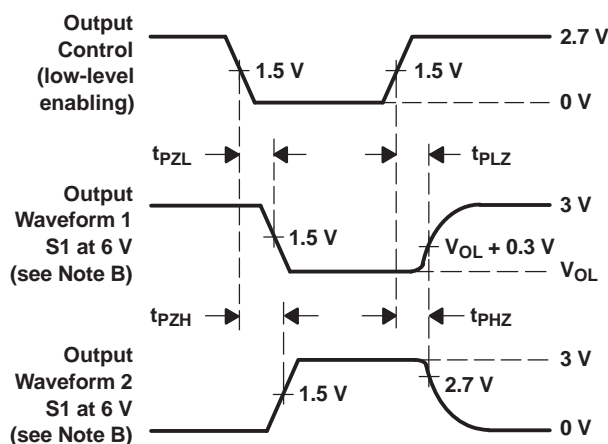 Output
Control
(low-level
enabling)
1.5 V
1.5 V
2.7 V
0 V
tPZL
tPLZ
Output
Waveform 1
S1 at 6 V
(see Note B)
1.5 V
3 V
VOL + 0.3 V
VOL
tPZH
tPHZ
Output
Waveform 2
S1 at 6 V
(see Note B)
1.5 V
3 V
2.7 V
0 V